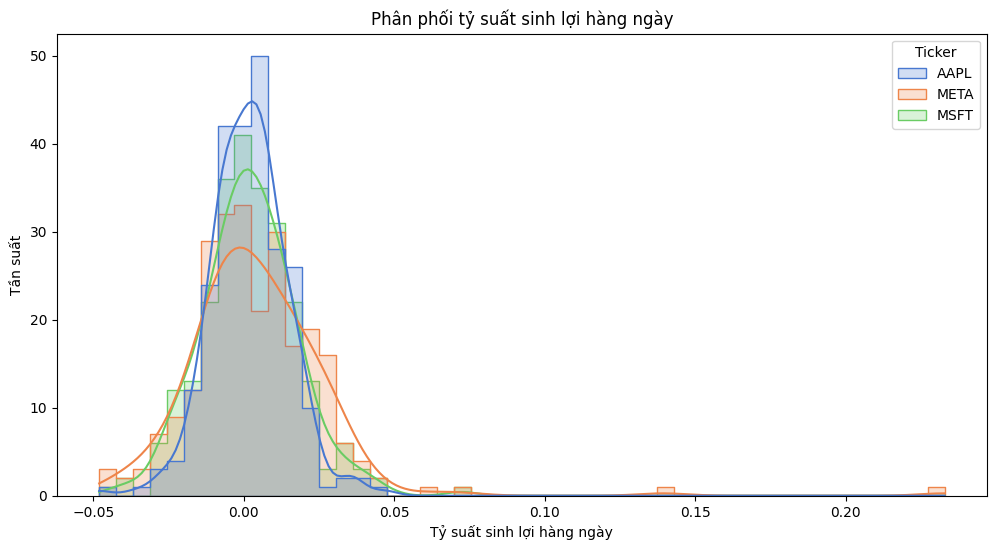 Phân phối tỷ suất sinh lợi hàng ngày
Ticker
AAPL
META
MSFT
Tần suất
50
40
30
20
10
0
−0.05
0.00
0.05
0.10
0.15
0.20
Tỷ suất sinh lợi hàng ngày